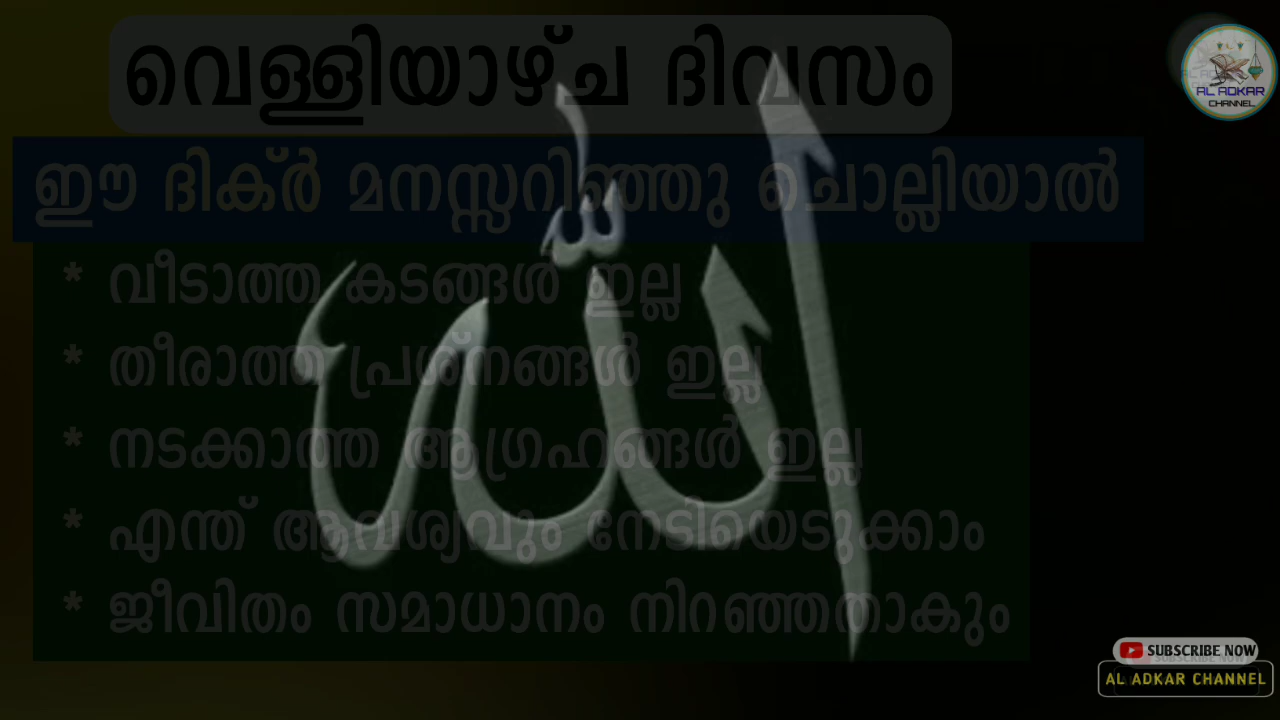 വെള്ളിയാഴ്ച ദിവസം
ഈ ദിക്ർ മനസ്സറിഞ്ഞു ചൊല്ലിയാൽ
* വീടാത്ത കടങ്ങൾ ഇല്ല
* തീരാത്ത പ്രശ്നങ്ങൾ ഇല്ല
* നടക്കാത്ത ആഗ്രഹങ്ങൾ ഇല്ല
* എന്ത് ആവശ്യവും നേടിയെടുക്കാം
* ജീവിതം സമാധാനം നിറഞ്ഞതാകും
الله
AL ADKAR
CHANNEL
SUBSCRIBE NOW
AL ADKAR CHANNEL